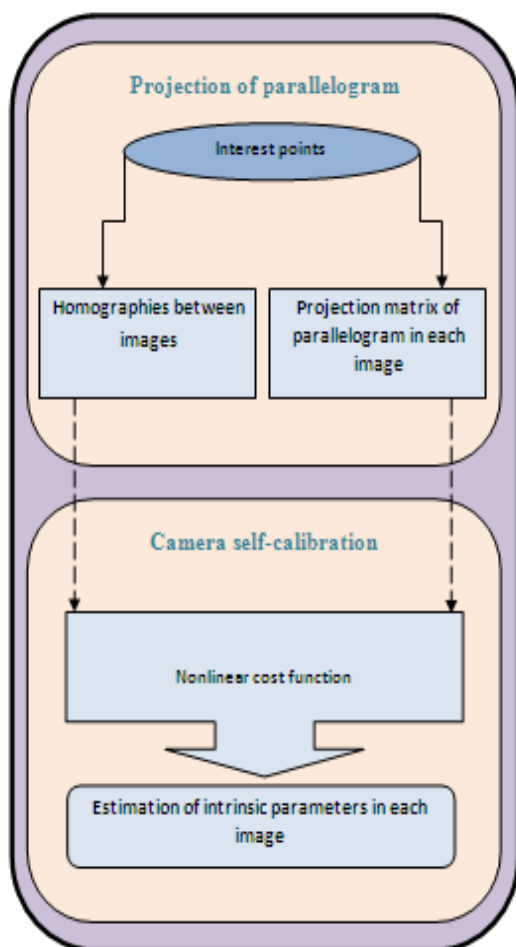 Projection of parallelogram
Interest points
Homographies between
images
Projection matrix of
parallelogram in each
image
Camera self-calibration
Nonlinear cost function
Estimation of intrinsic parameters in each
image